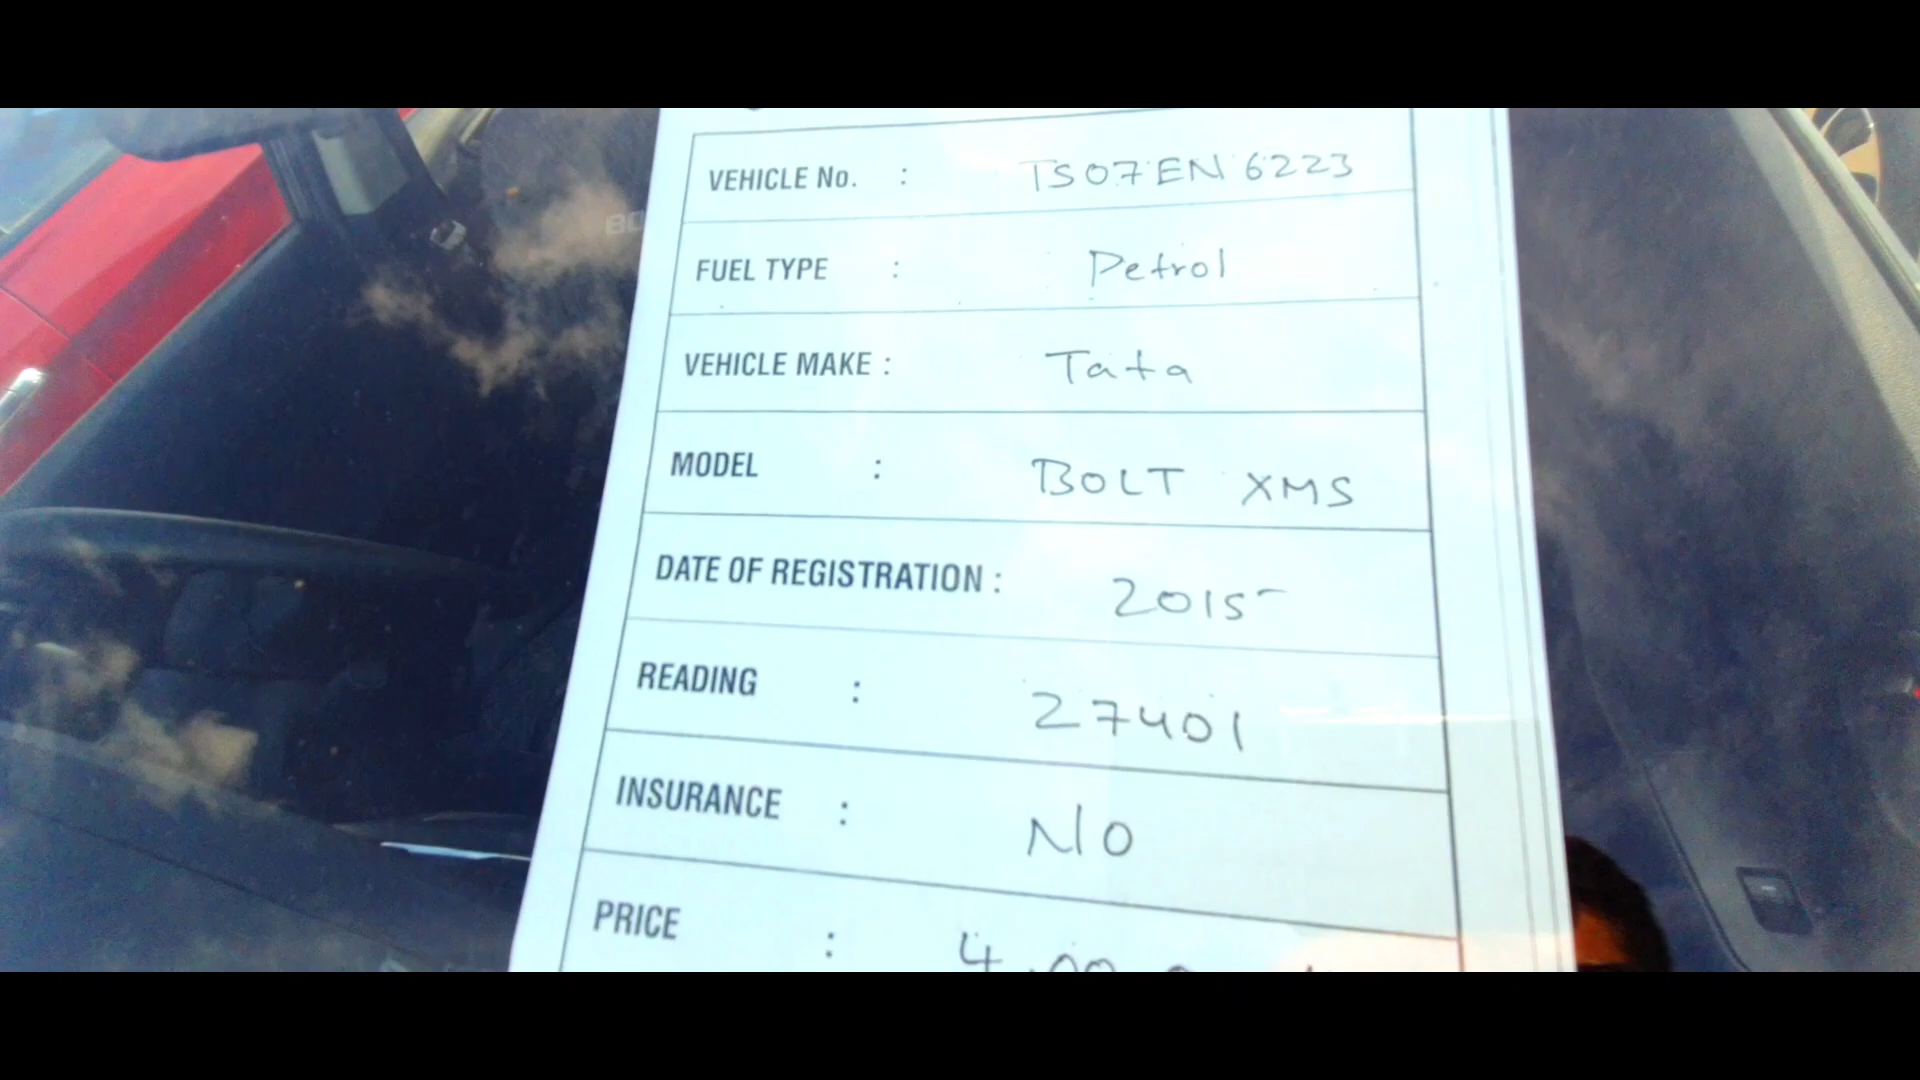 VEHICLE No. : TS07EN 6223
FUEL TYPE : Petrol
VEHICLE MAKE : Tata
MODEL : BOLT XMS
DATE OF REGISTRATION : 2015
READING : 27401
INSURANCE : NO
PRICE :